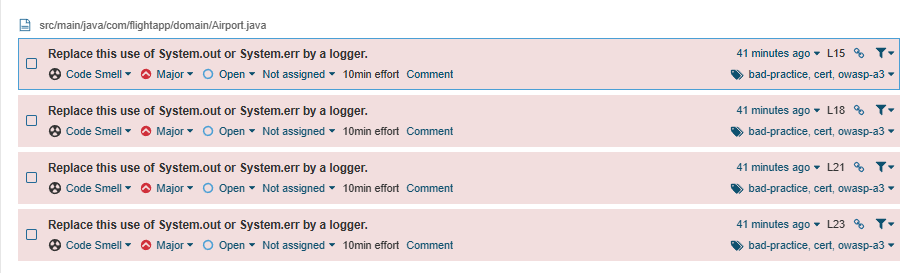 src/main/java/com/flightapp/domain/Airport.java
Replace this use of System.out or System.err by a logger. 41 minutes ago L15
Code Smell Major Open Not assigned 10min effort Comment bad-practice, cert, owasp-a3
Replace this use of System.out or System.err by a logger. 41 minutes ago L18
Code Smell Major Open Not assigned 10min effort Comment bad-practice, cert, owasp-a3
Replace this use of System.out or System.err by a logger. 41 minutes ago L21
Code Smell Major Open Not assigned 10min effort Comment bad-practice, cert, owasp-a3
Replace this use of System.out or System.err by a logger. 41 minutes ago L23
Code Smell Major Open Not assigned 10min effort Comment bad-practice, cert, owasp-a3